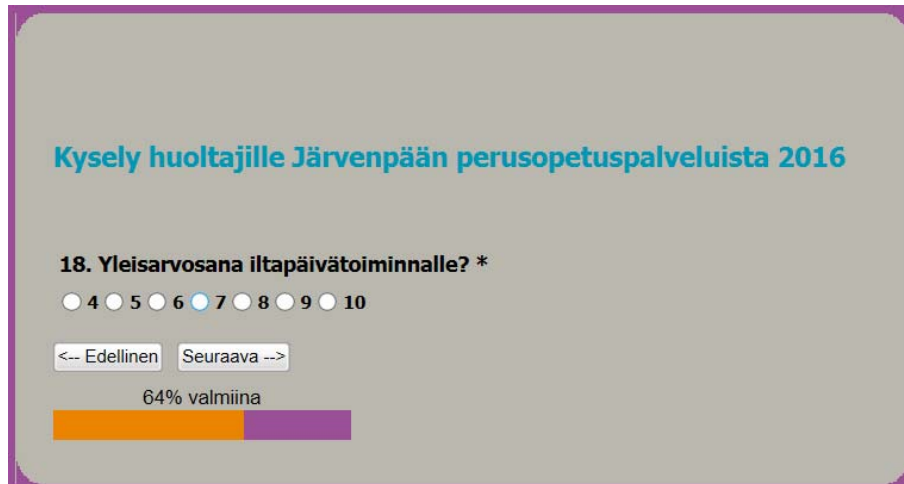 Kysely huoltajille Järvenpään perusopetuspalveluista 2016
18. Yleisarvosana iltapäivätoiminnalle? *
4 5 6 7 8 9 10
<-- Edellinen Seuraava -->
64% valmiina